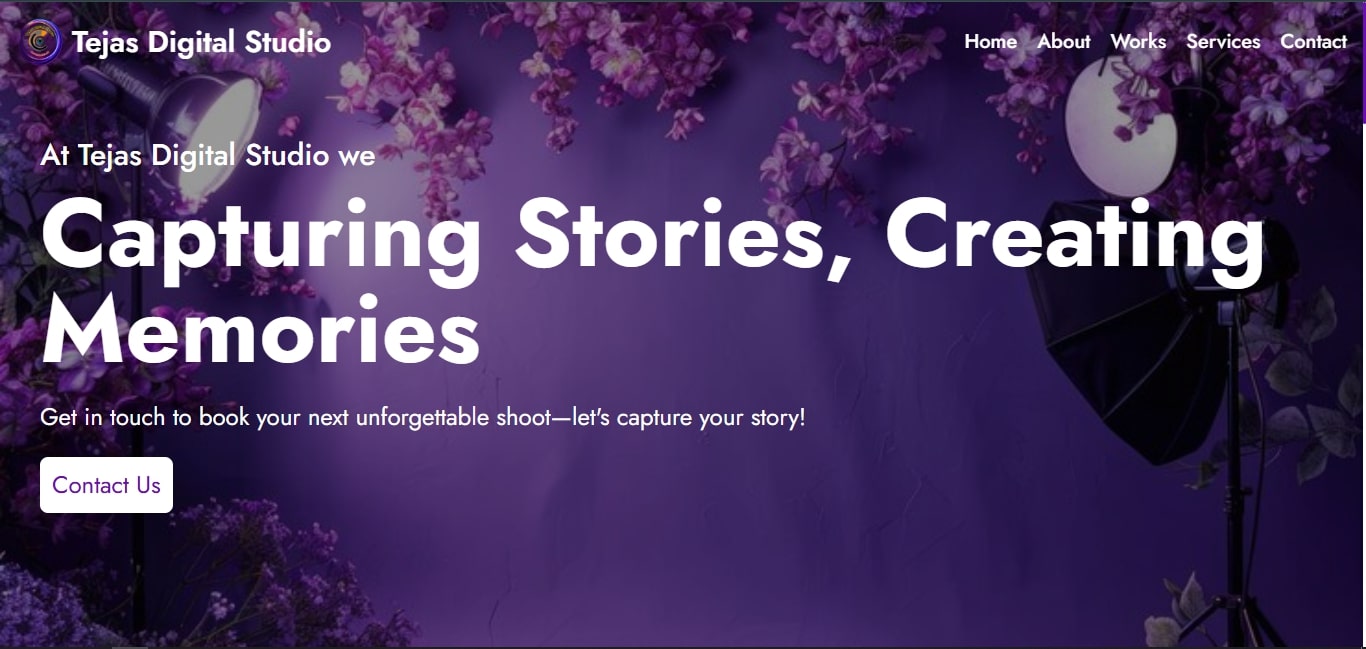 Tejas Digital Studio
Home About Works Services Contact
At Tejas Digital Studio we
Capturing Stories, Creating
Memories
Get in touch to book your next unforgettable shoot—let's capture your story!
Contact Us